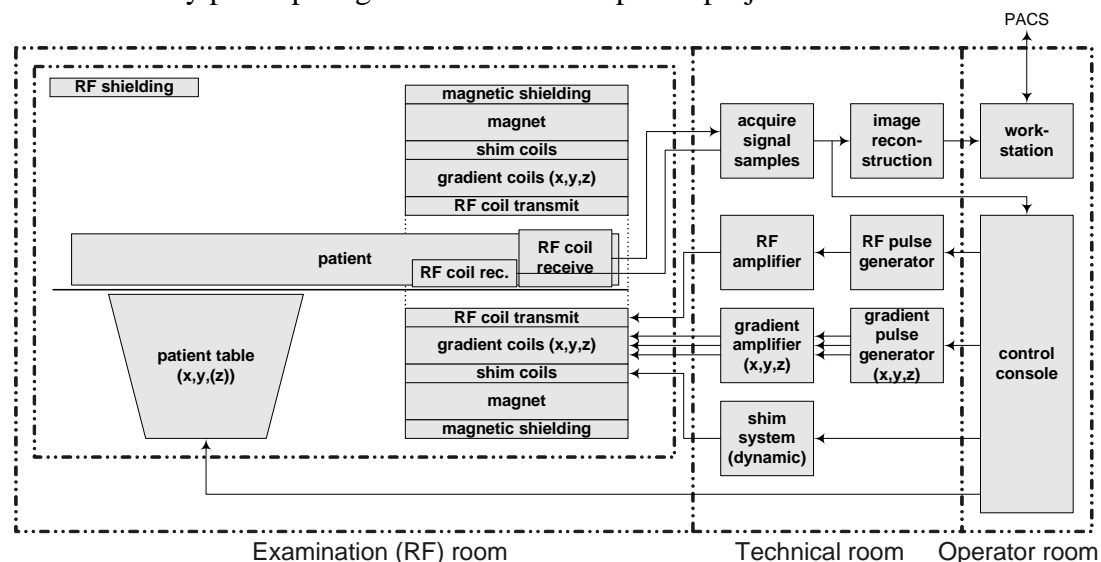 PACS
RF shielding
magnetic shielding
magnet
shim coils
gradient coils (x,y,z)
RF coil transmit
acquire
signal
samples
image
recon-
struction
work-
station
patient
RF coil
receive
RF coil rec.
RF
amplifier
RF pulse
generator
RF coil transmit
gradient coils (x,y,z)
shim coils
magnet
magnetic shielding
patient table
(x,y,(z))
gradient
amplifier
(x,y,z)
gradient
pulse
generator
(x,y,z)
control
console
shim
system
(dynamic)
Examination (RF) room
Technical room
Operator room